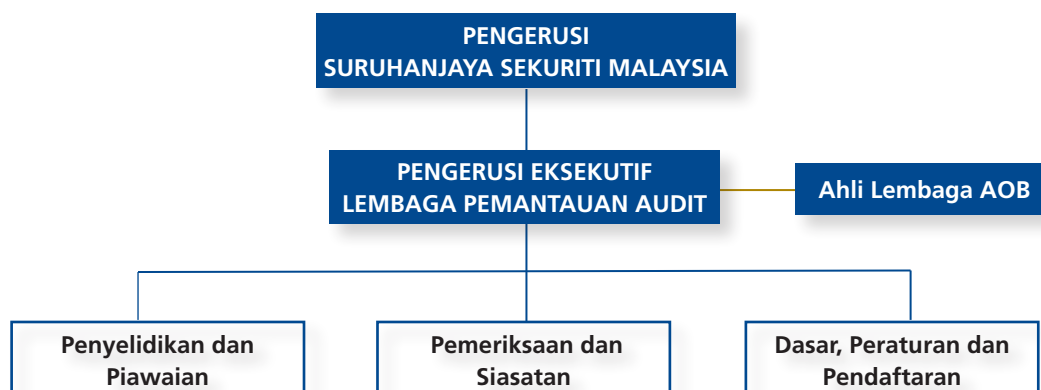 PENGERUSI
SURUHANJAYA SEKURITI MALAYSIA
PENGERUSI EKSEKUTIF
LEMBAGA PEMANTAUAN AUDIT
Ahli Lembaga AOB
Penyelidikan dan
Piawaian
Pemeriksaan dan
Siasatan
Dasar, Peraturan dan
Pendaftaran